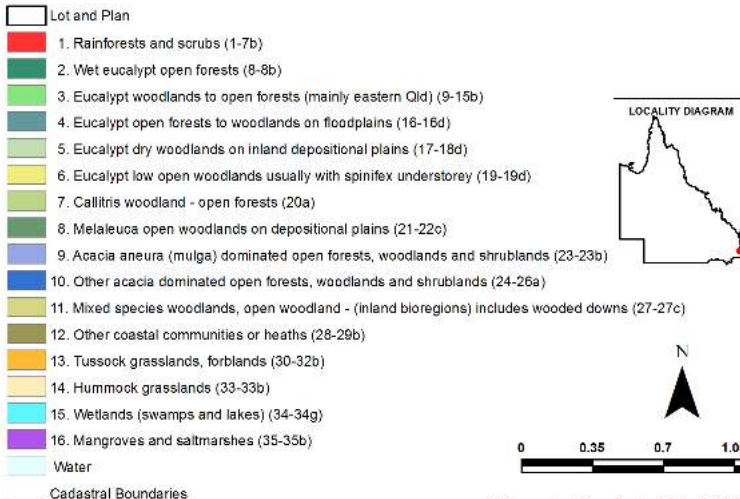 Lot and Plan
1. Rainforests and scrubs (1-7b)
2. Wet eucalypt open forests (8-8b)
3. Eucalypt woodlands to open forests (mainly eastern Qld) (9-15b)
4. Eucalypt open forests to woodlands on floodplains (16-16d)
5. Eucalypt dry woodlands on inland depositional plains (17-18d)
6. Eucalypt low open woodlands usually with spinifex understorey (19-19d)
7. Callitris woodland - open forests (20a)
8. Melaleuca open woodlands on depositional plains (21-22c)
9. Acacia aneura (mulga) dominated open forests, woodlands and shrublands (23-23b)
10. Other acacia dominated open forests, woodlands and shrublands (24-26a)
11. Mixed species woodlands, open woodland - (inland bioregions) includes wooded downs (27-27c)
12. Other coastal communities or heaths (28-29b)
13. Tussock grasslands, forblands (30-32b)
14. Hummock grasslands (33-33b)
15. Wetlands (swamps and lakes) (34-34g)
16. Mangroves and saltmarshes (35-35b)
Water
Cadastral Boundaries
LOCALITY DIAGRAM
N
0 0.35 0.7 1.0